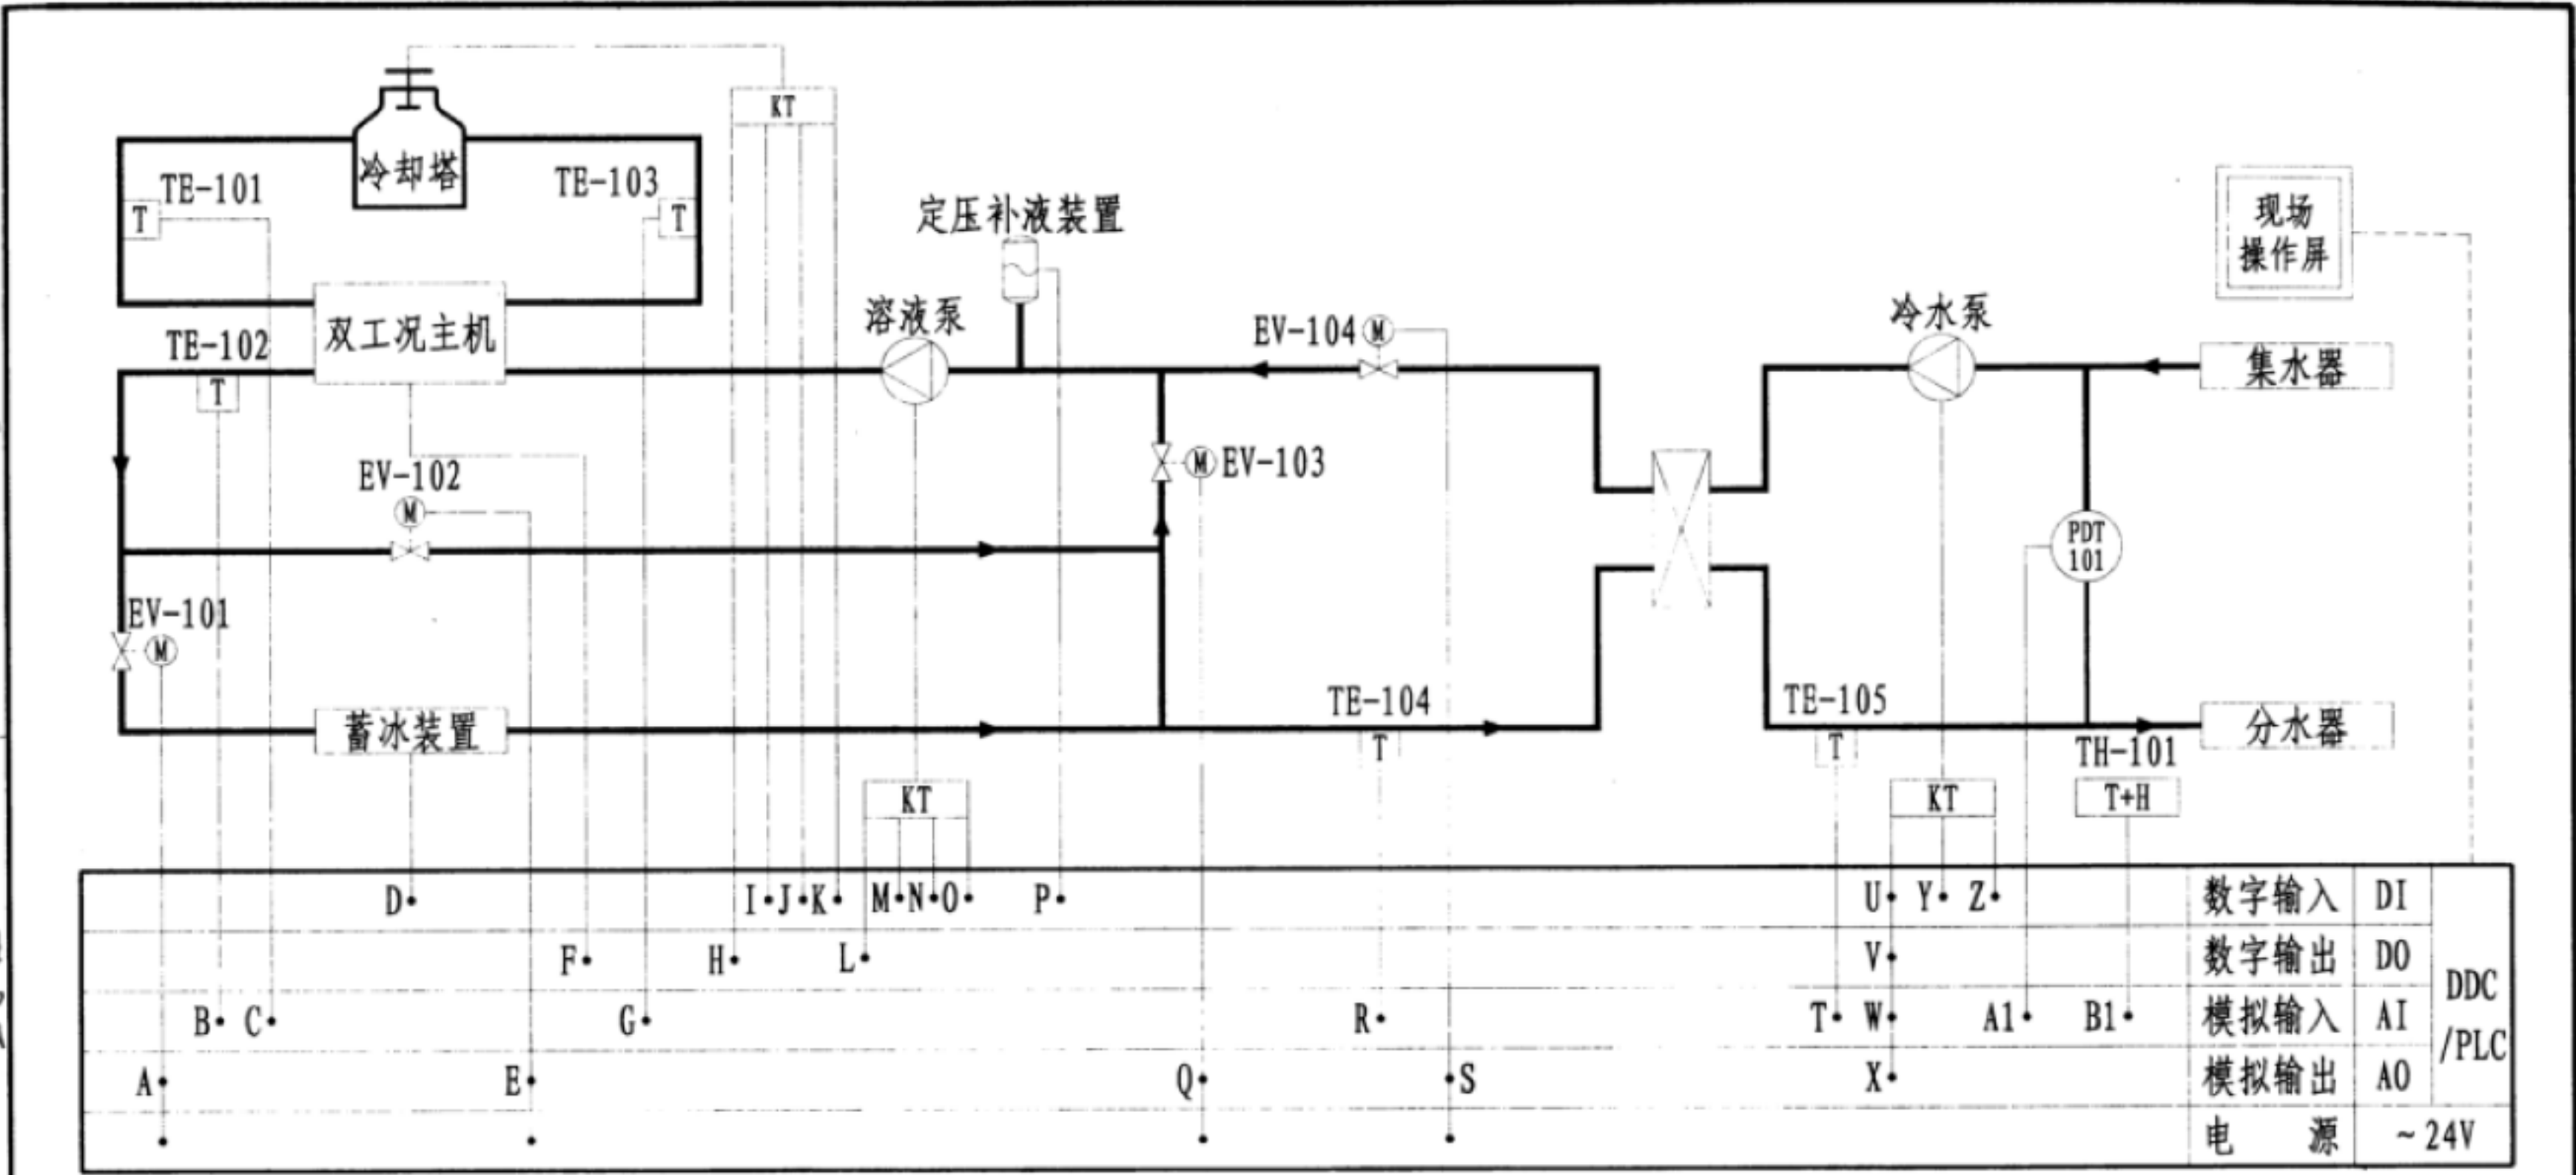 KT
冷却塔
TE-101
TE-103
T
T
定压补液装置
现场
操作屏
双工况主机
溶液泵
冷水泵
EV-104
M
TE-102
T
集水器
EV-102
M
M
EV-103
PDT
101
EV-101
M
TE-104
T
TE-105
T
蓄冰装置
分水器
TH-101
T+H
KT
KT
D
I
J
K
M
N
O
P
U
Y
Z
数字输入
DI
F
H
L
V
数字输出
DO
B
C
G
R
T
W
A1
B1
模拟输入
AI
DDC
/PLC
A
E
Q
S
X
模拟输出
AO
电 源
~24V